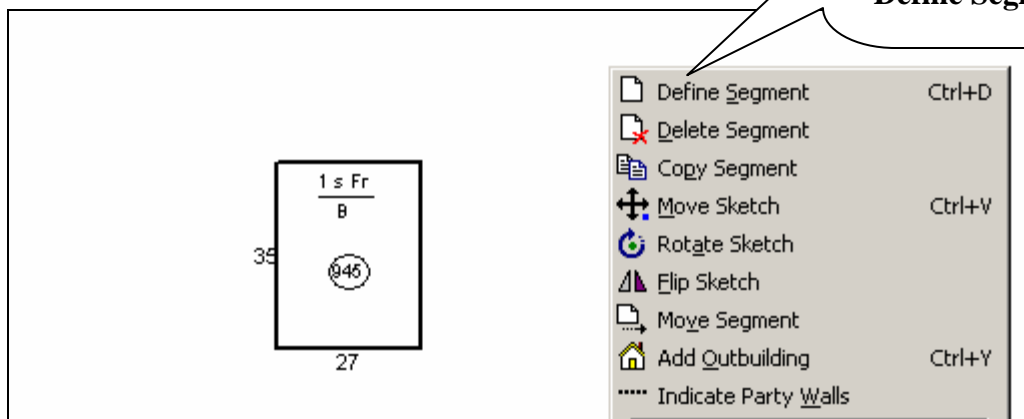 Define Seg
Define Segment Ctrl+D
Delete Segment
Copy Segment
Move Sketch Ctrl+V
Rotate Sketch
Flip Sketch
Move Segment
Add Outbuilding Ctrl+Y
Indicate Party Walls
1 s Fr
B
35
945
27